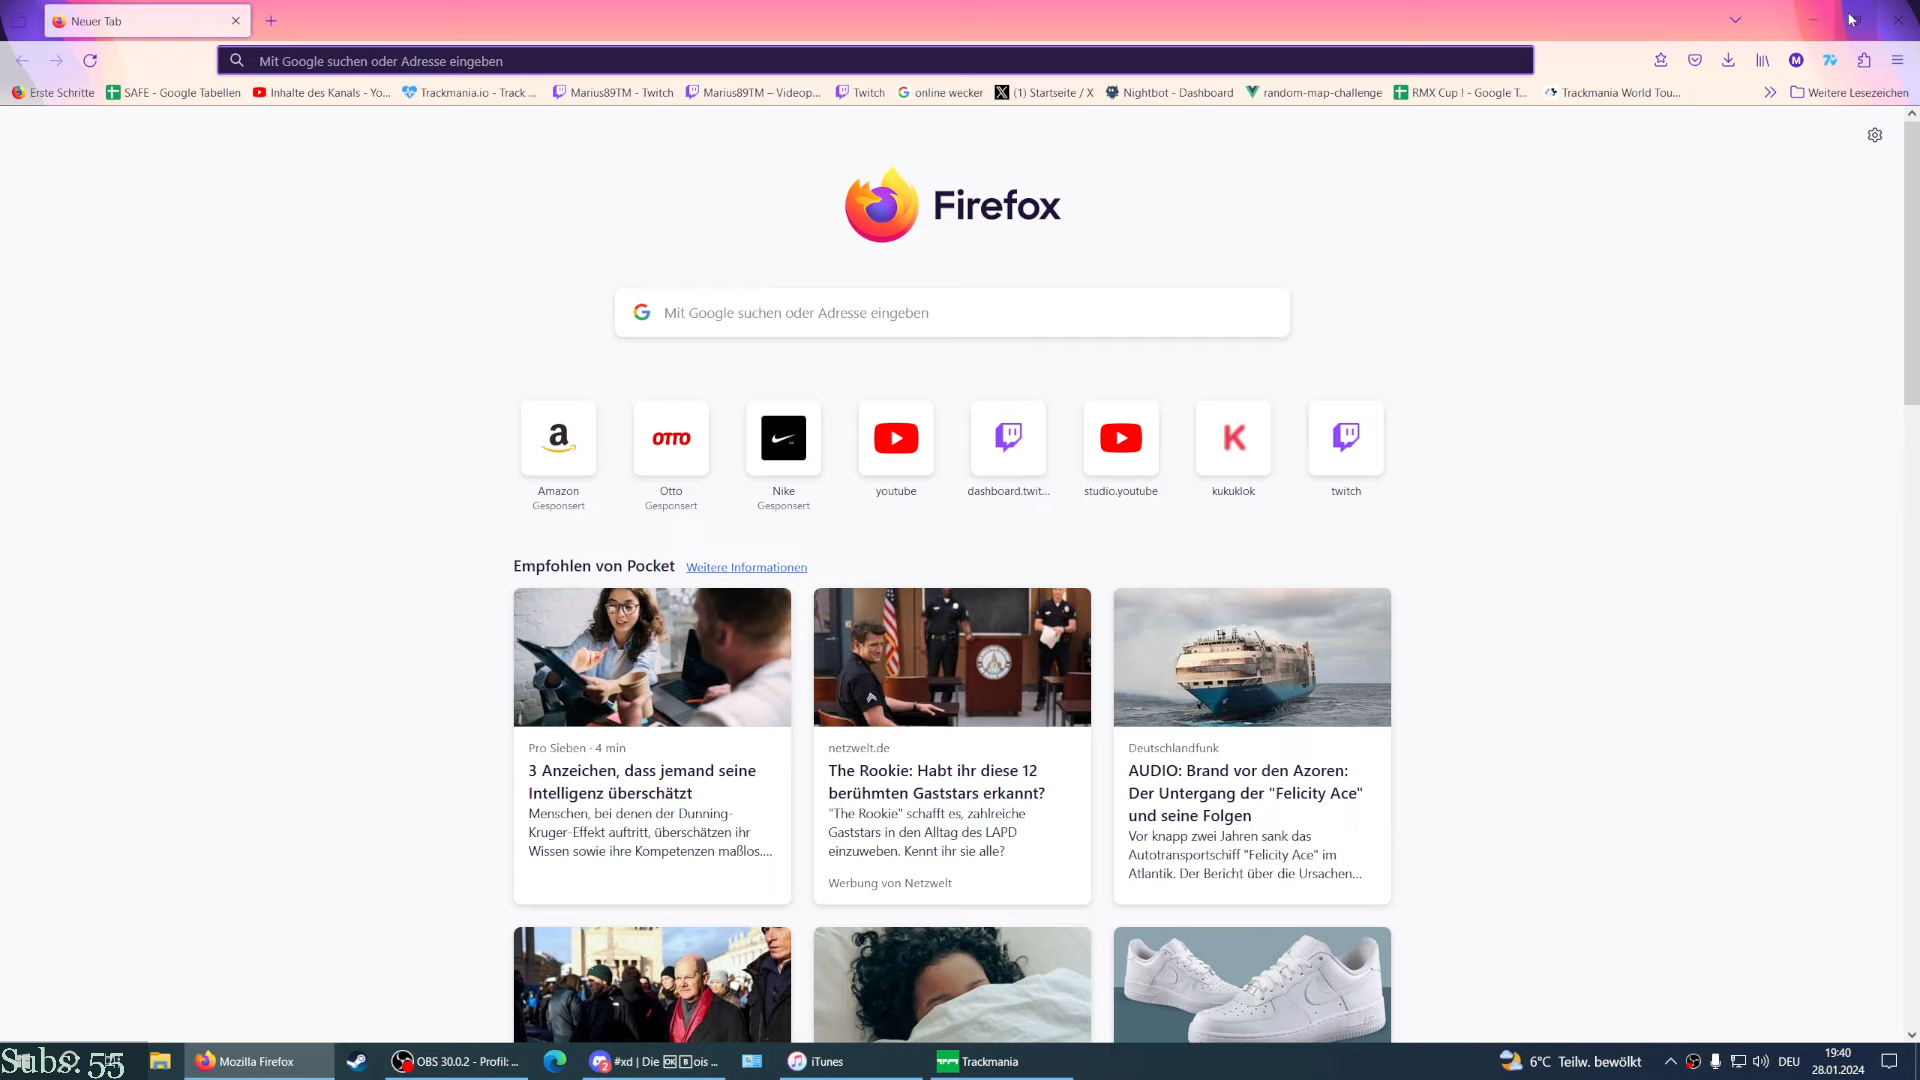 Neuer Tab
Mit Google suchen oder Adresse eingeben
Erste Schritte
SAFE - Google Tabellen
Inhalte des Kanals - Yo...
Trackmania.io - Track ...
Marius89TM - Twitch
Marius89TM – Videop...
Twitch
online wecker
(1) Startseite / X
Nightbot - Dashboard
random-map-challenge
RMX Cup ! - Google T...
Trackmania World Tou...
Weitere Lesezeichen
Firefox
Mit Google suchen oder Adresse eingeben
OTTO
K
Amazon
Gesponsert
Otto
Gesponsert
Nike
Gesponsert
youtube
dashboard.twit...
studio.youtube
kukuklok
twitch
Empfohlen von Pocket Weitere Informationen
Pro Sieben · 4 min
3 Anzeichen, dass jemand seine
Intelligenz überschätzt
Menschen, bei denen der Dunning-
Kruger-Effekt auftritt, überschätzen ihr
Wissen sowie ihre Kompetenzen maßlos....
netzwelt.de
The Rookie: Habt ihr diese 12
berühmten Gaststars erkannt?
"The Rookie" schafft es, zahlreiche
Gaststars in den Alltag des LAPD
einzuweben. Kennt ihr sie alle?
Werbung von Netzwelt
Deutschlandfunk
AUDIO: Brand vor den Azoren:
Der Untergang der "Felicity Ace"
und seine Folgen
Vor knapp zwei Jahren sank das
Autotransportschiff "Felicity Ace" im
Atlantik. Der Bericht über die Ursachen...
Subs: 55
Mozilla Firefox
OBS 30.0.2 - Profil: ...
#xd | Die 🆗🅱ois ...
iTunes
Trackmania
6°C Teilw. bewölkt
DEU
19:40
28.01.2024